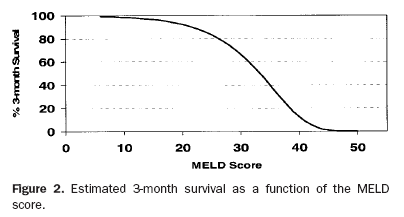 % 3-month Survival
100
80
60
40
20
0
0 10 20 30 40 50
MELD Score
Figure 2. Estimated 3-month survival as a function of the MELD
score.